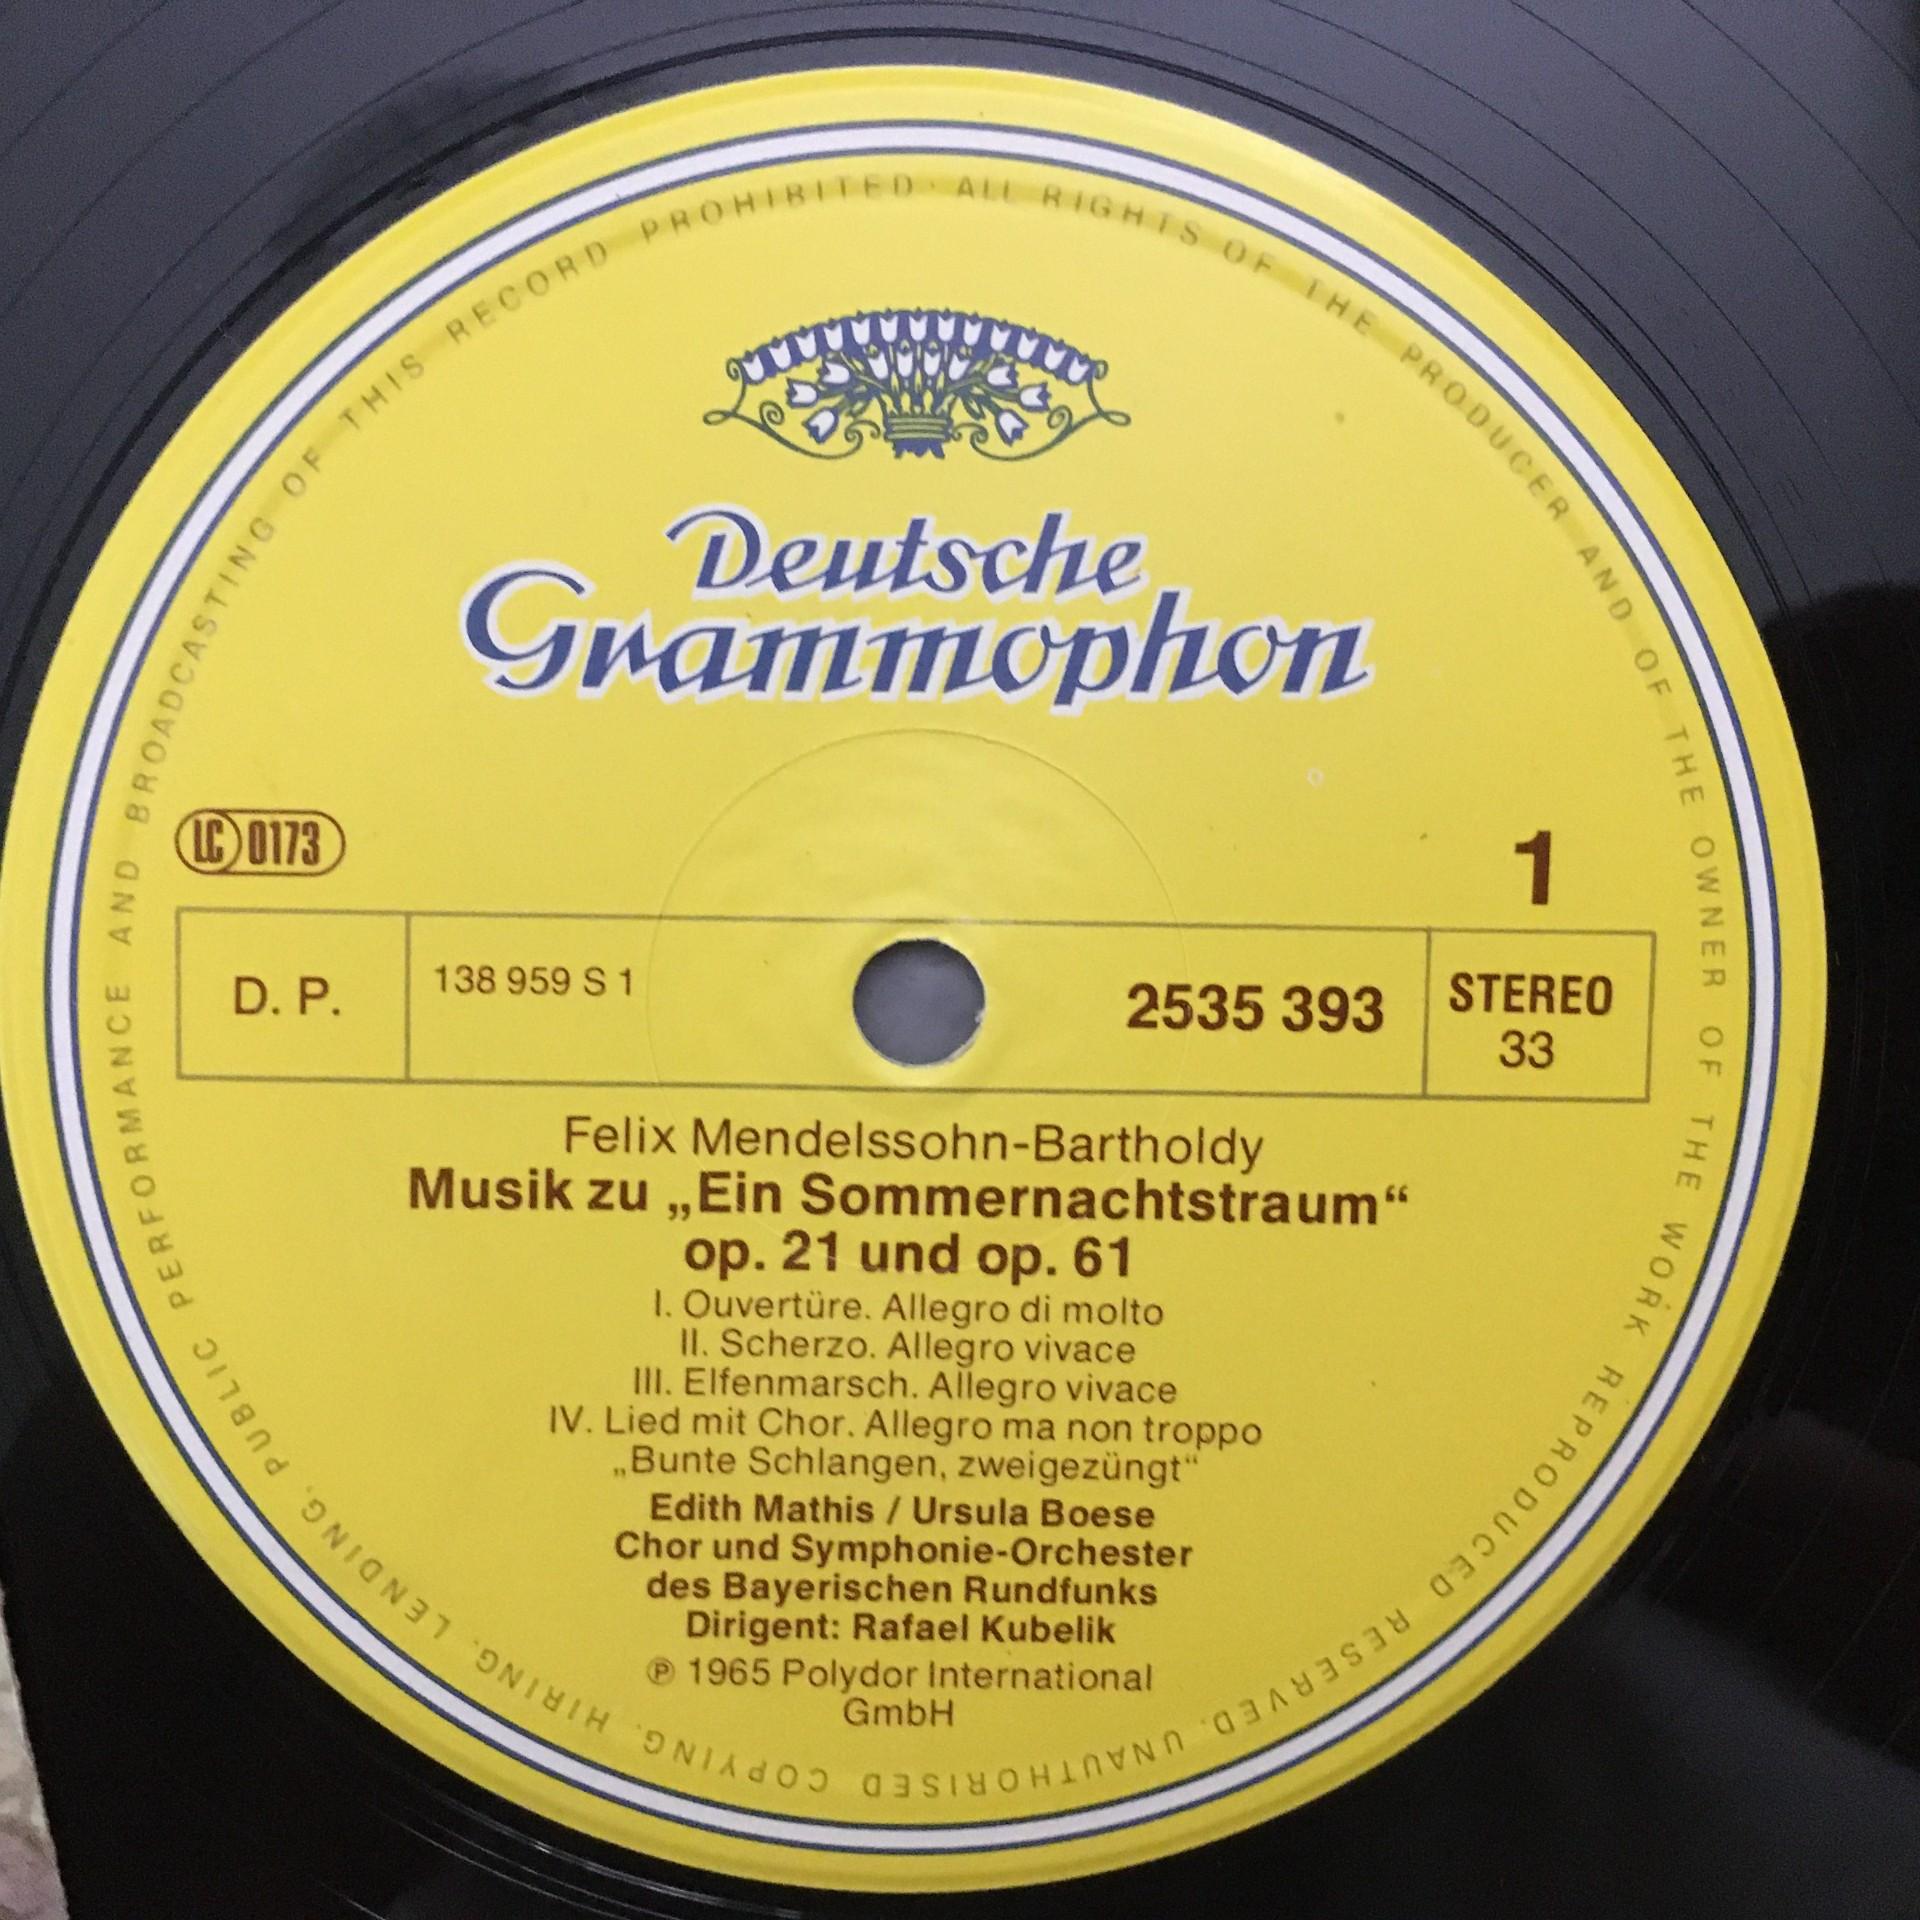 Deutsche
Grammophon
LC 0173
1
D. P.
138 959 S 1
2535 393
STEREO
33
Felix Mendelssohn-Bartholdy
Musik zu „Ein Sommernachtstraum“
op. 21 und op. 61
I. Ouvertüre. Allegro di molto
II. Scherzo. Allegro vivace
III. Elfenmarsch. Allegro vivace
IV. Lied mit Chor. Allegro ma non troppo
„Bunte Schlangen, zweigezüngt“
Edith Mathis / Ursula Boese
Chor und Symphonie-Orchester
des Bayerischen Rundfunks
Dirigent: Rafael Kubelik
℗ 1965 Polydor International
GmbH
ALL RIGHTS OF THE PRODUCER AND OF THE OWNER OF THE WORK REPRODUCED RESERVED. UNAUTHORISED COPYING, HIRING, LENDING, PUBLIC PERFORMANCE AND BROADCASTING OF THIS RECORD PROHIBITED ·